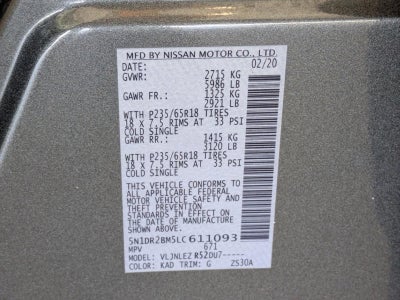 MFD BY NISSAN MOTOR CO., LTD.
DATE: 02/20
GVWR: 2715 KG
5986 LB
GAWR FR.: 1325 KG
2921 LB
WITH P235/65R18 TIRES
18 X 7.5 RIMS AT 33 PSI
COLD SINGLE
GAWR RR.: 1415 KG
3120 LB
WITH P235/65R18 TIRES
18 X 7.5 RIMS AT 33 PSI
COLD SINGLE
THIS VEHICLE CONFORMS TO
ALL APPLICABLE FEDERAL
MOTOR VEHICLE SAFETY AND
THEFT PREVENTION
STANDARDS IN EFFECT ON
THE DATE OF MANUFACTURE
SHOWN ABOVE.
5N1DR2BM5LC611093
MPV 671
MODEL: VLJNLEZ R52DU7-----
COLOR: KAD TRIM: G ZS30A